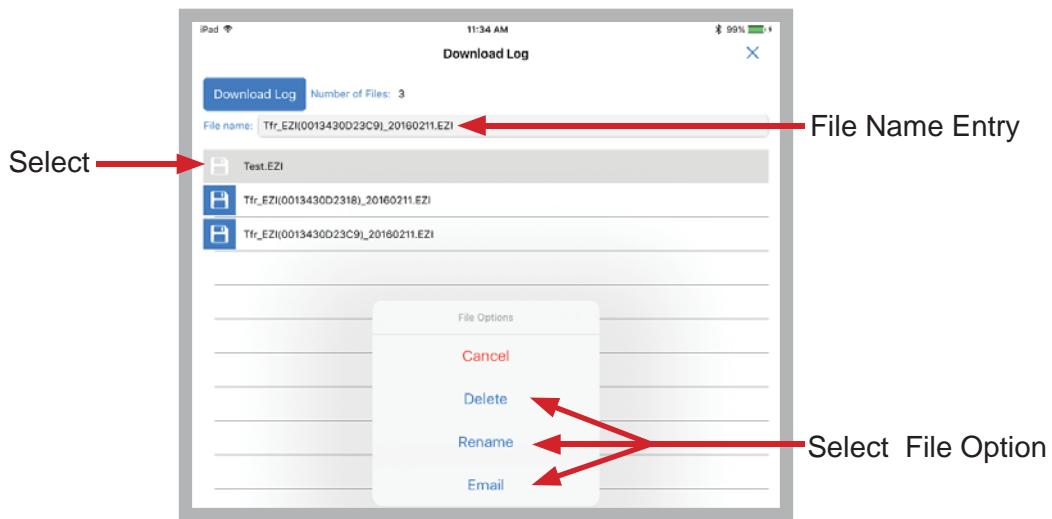 iPad 11:34 AM 99%
Download Log
Download Log Number of Files: 3
File name: Tfr_EZI(0013430D23C9)_20160211.EZI
File Name Entry
Select
Test.EZI
Tfr_EZI(0013430D2318)_20160211.EZI
Tfr_EZI(0013430D23C9)_20160211.EZI
File Options
Cancel
Delete
Rename
Select File Option
Email